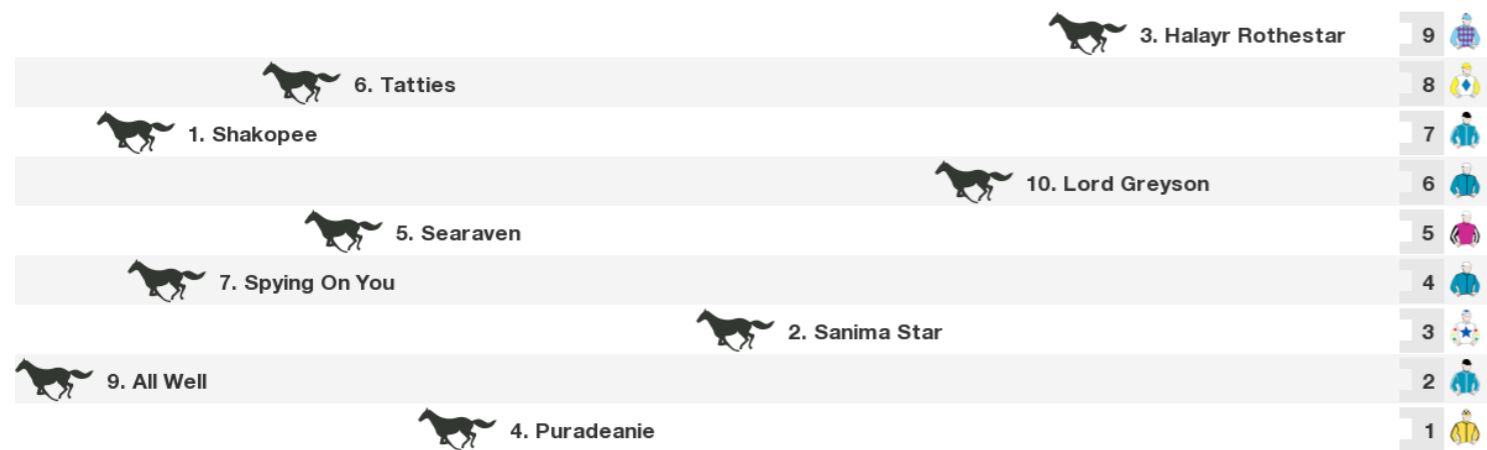 3. Halayr Rothestar 9
6. Tatties 8
1. Shakopee 7
10. Lord Greyson 6
5. Searaven 5
7. Spying On You 4
2. Sanima Star 3
9. All Well 2
4. Puradeanie 1